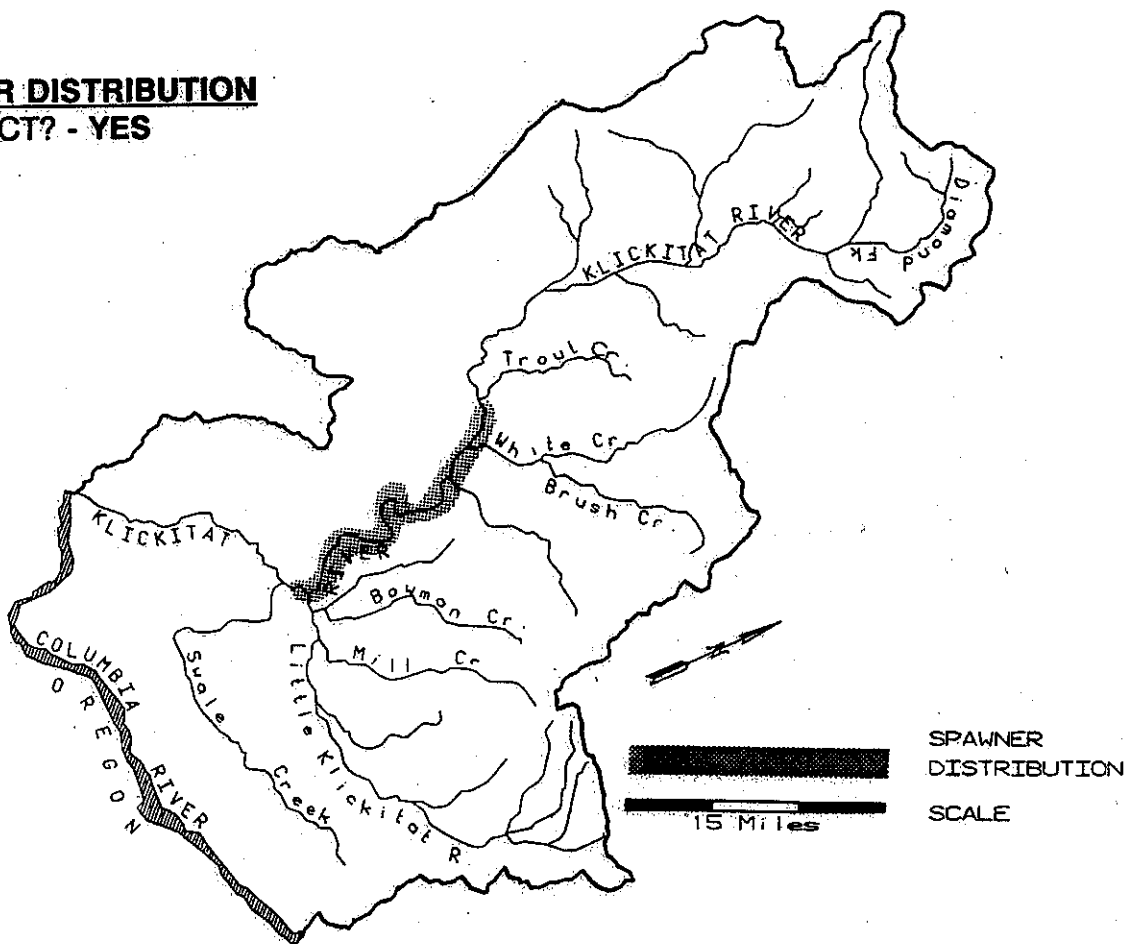 R DISTRIBUTION
CT? - YES
Diamond
Fk
KLICKITAT RIVER
Trout Cr.
White Cr.
Brush Cr.
KLICKITAT
RIVER
Bowman Cr.
Mill Cr
Little Klickitat R
Swale
Creek
COLUMBIA
RIVER
OREGON
N
SPAWNER
DISTRIBUTION
SCALE
15 Miles